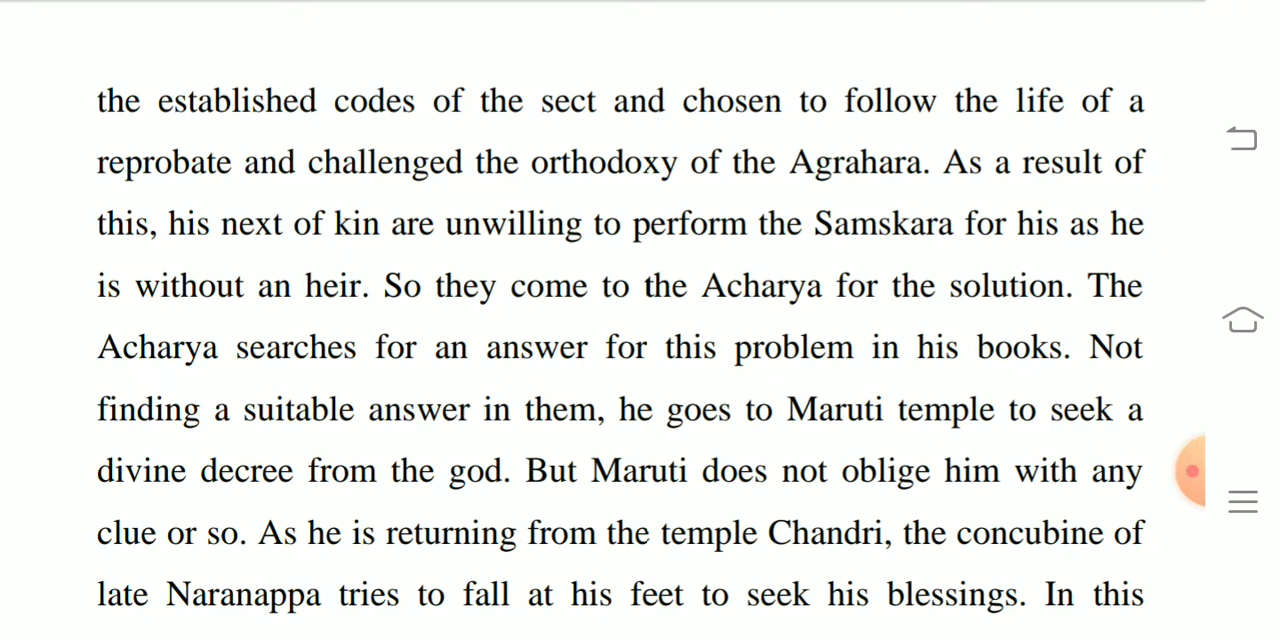 the established codes of the sect and chosen to follow the life of a
reprobate and challenged the orthodoxy of the Agrahara. As a result of
this, his next of kin are unwilling to perform the Samskara for his as he
is without an heir. So they come to the Acharya for the solution. The
Acharya searches for an answer for this problem in his books. Not
finding a suitable answer in them, he goes to Maruti temple to seek a
divine decree from the god. But Maruti does not oblige him with any
clue or so. As he is returning from the temple Chandri, the concubine of
late Naranappa tries to fall at his feet to seek his blessings. In this